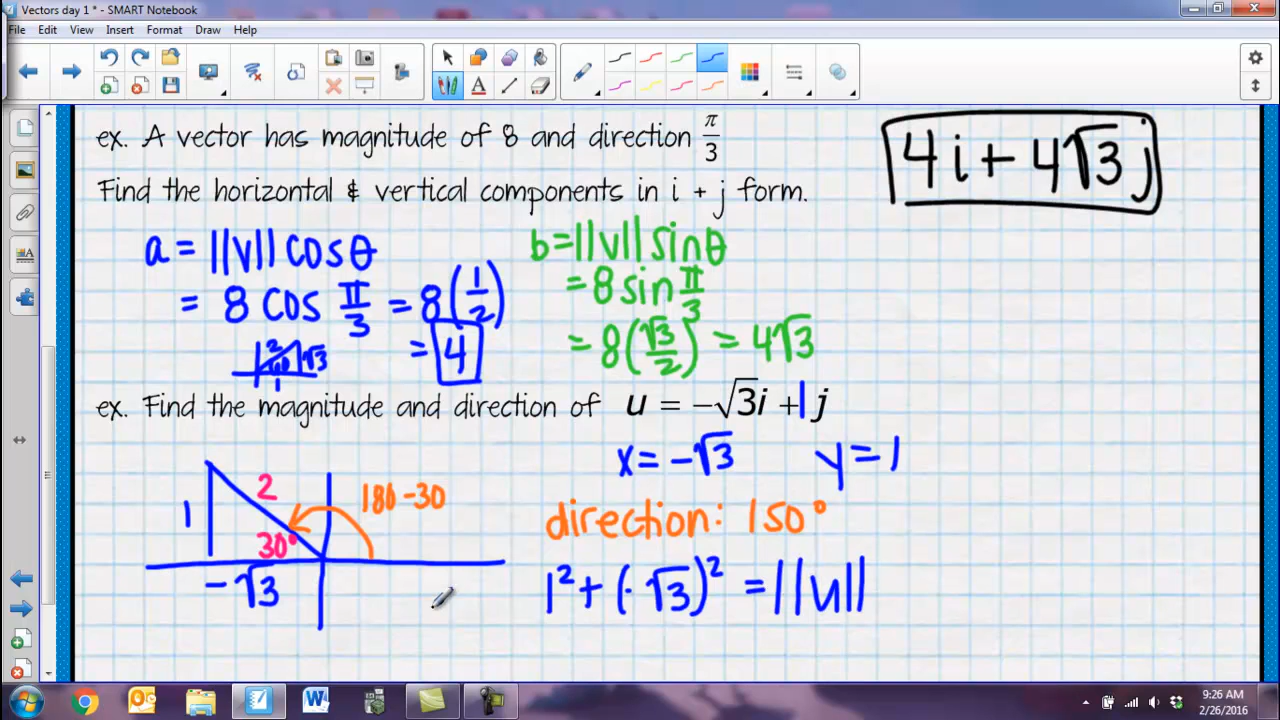 Vectors day 1 * - SMART Notebook
File Edit View Insert Format Draw Help
ex. A vector has magnitude of 8 and direction π/3
Find the horizontal & vertical components in i + j form.
4i + 4√3 j
a = ||v|| cos θ
= 8 cos π/3 = 8(1/2)
= 4
b = ||v|| sin θ
= 8 sin π/3
= 8(√3/2) = 4√3
2 √3
1
ex. Find the magnitude and direction of u = -√3i + 1j
x = -√3 y = 1
1 2 30° -√3
180-30
direction: 150°
1² + (-√3)² = ||u||
9:26 AM
2/26/2016